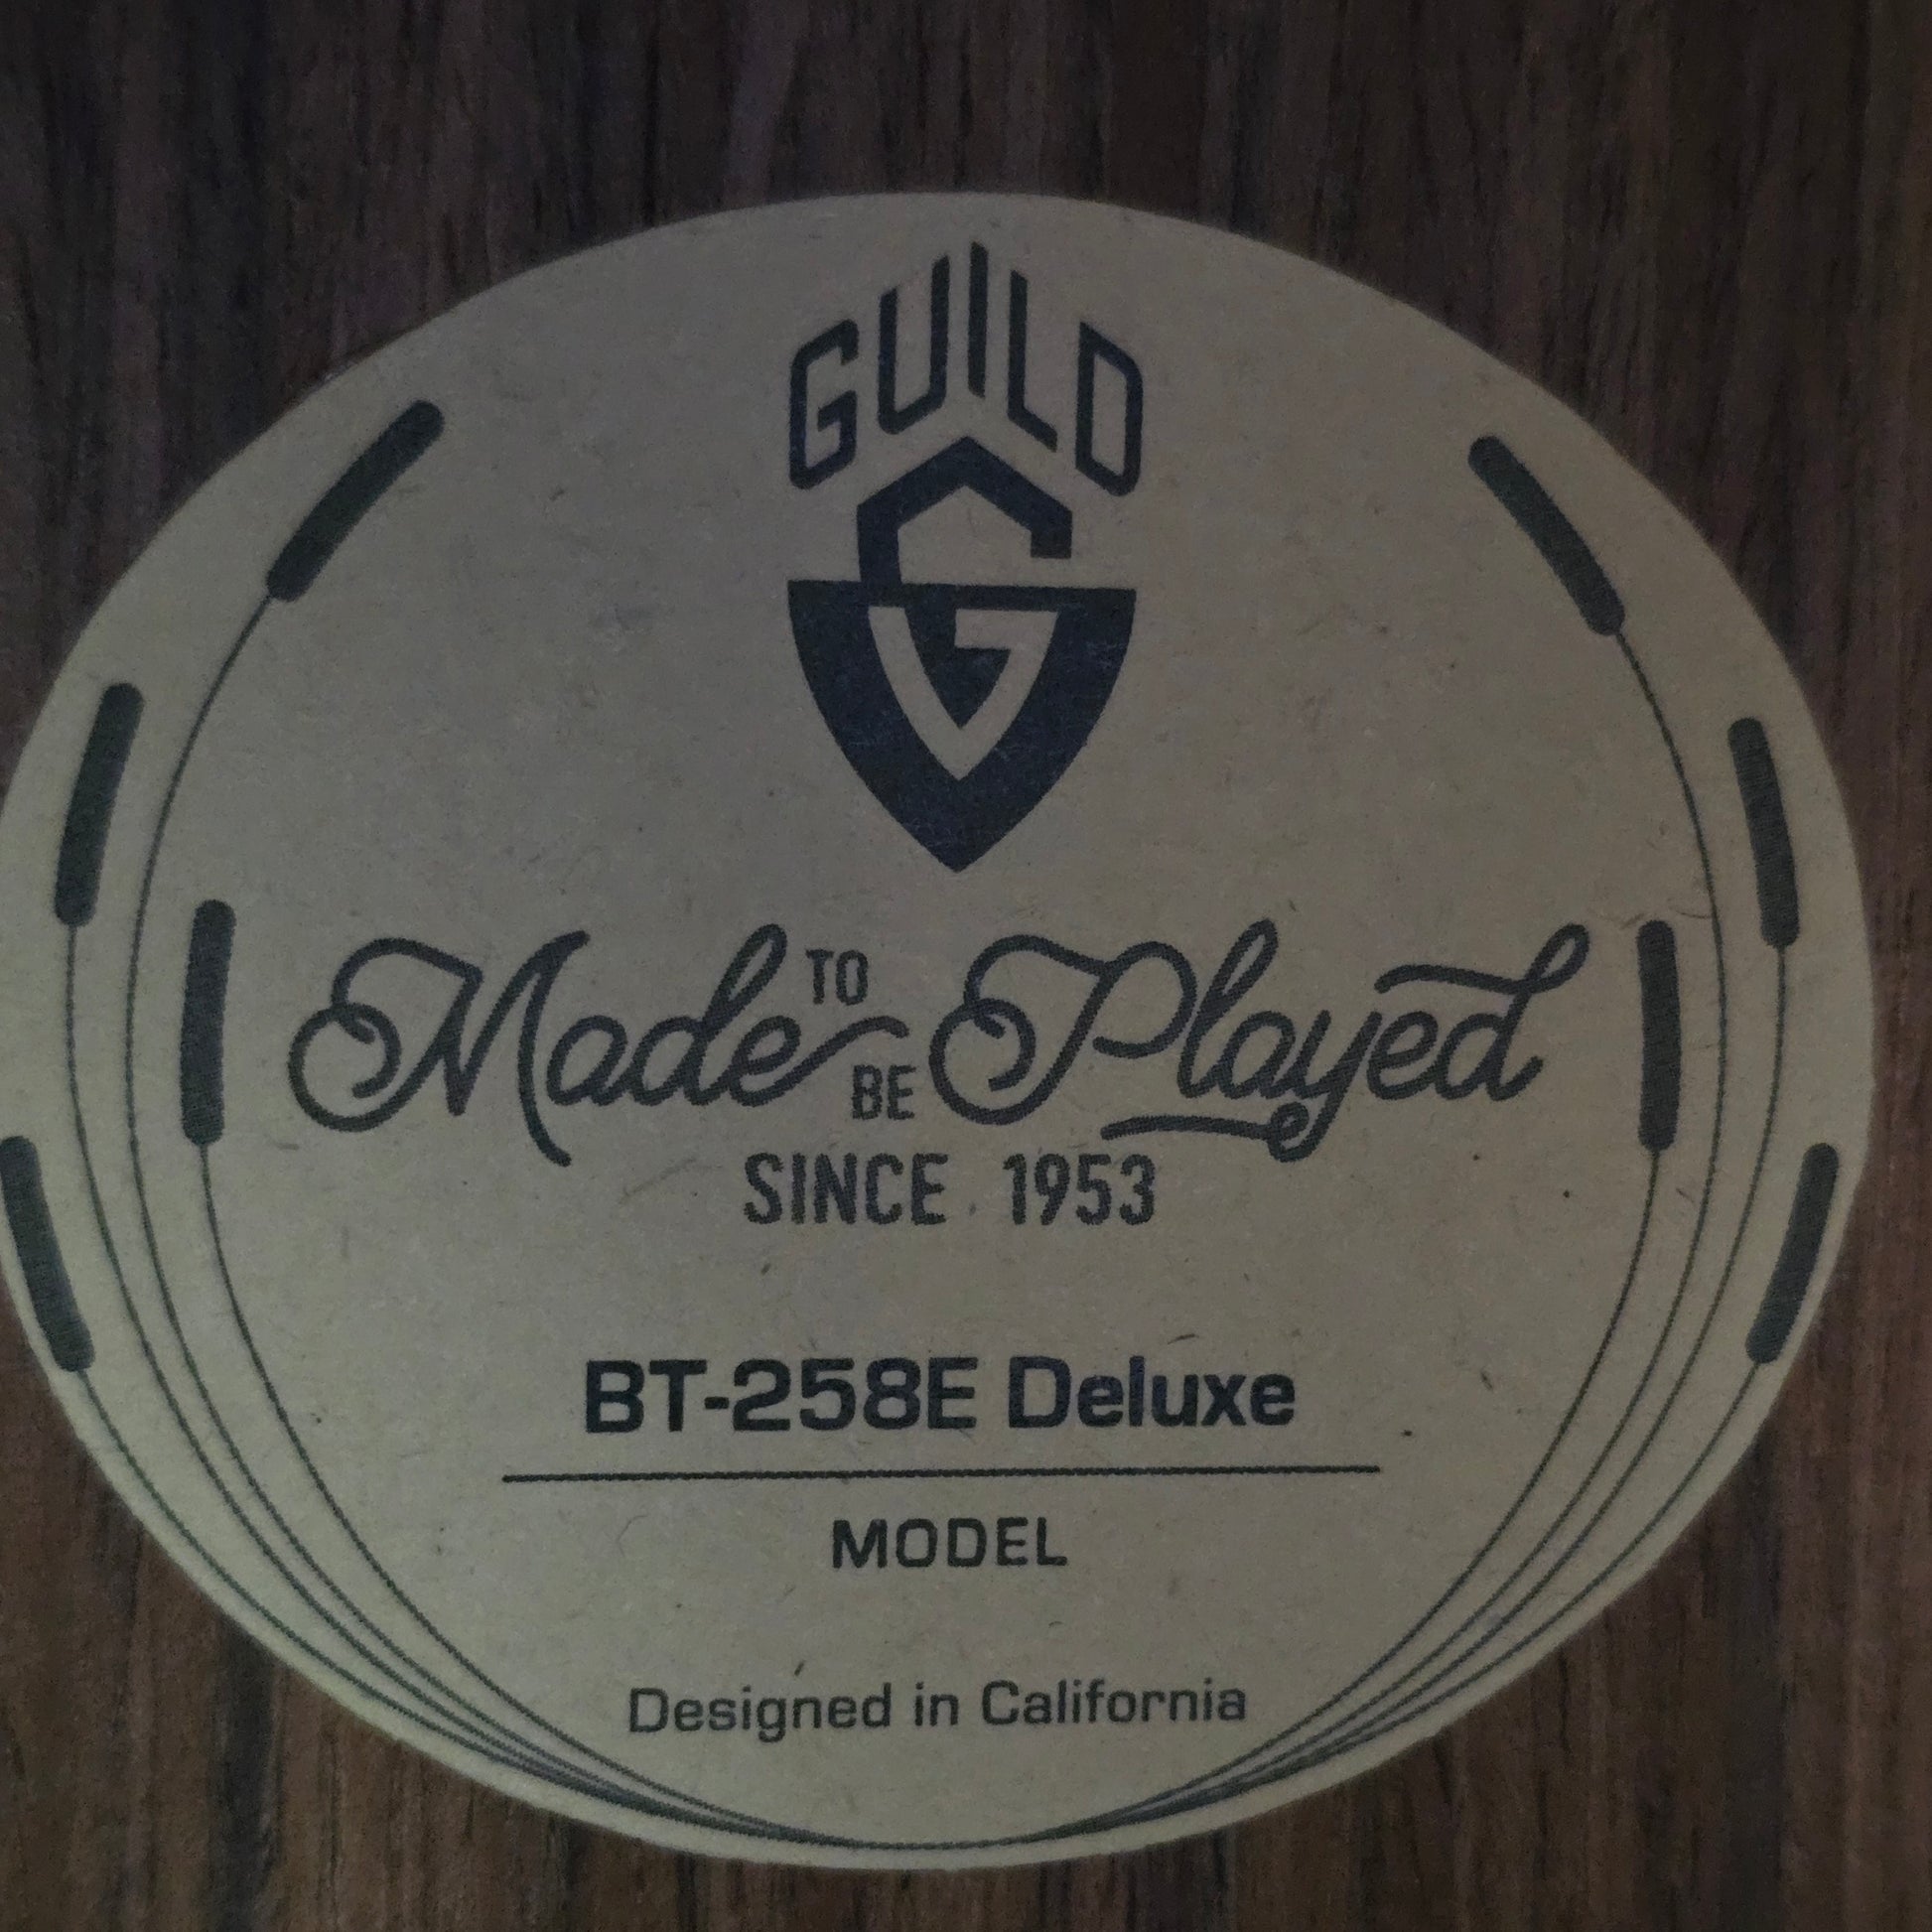 GUILD
G
Made TO BE Played
SINCE 1953
BT-258E Deluxe
MODEL
Designed in California